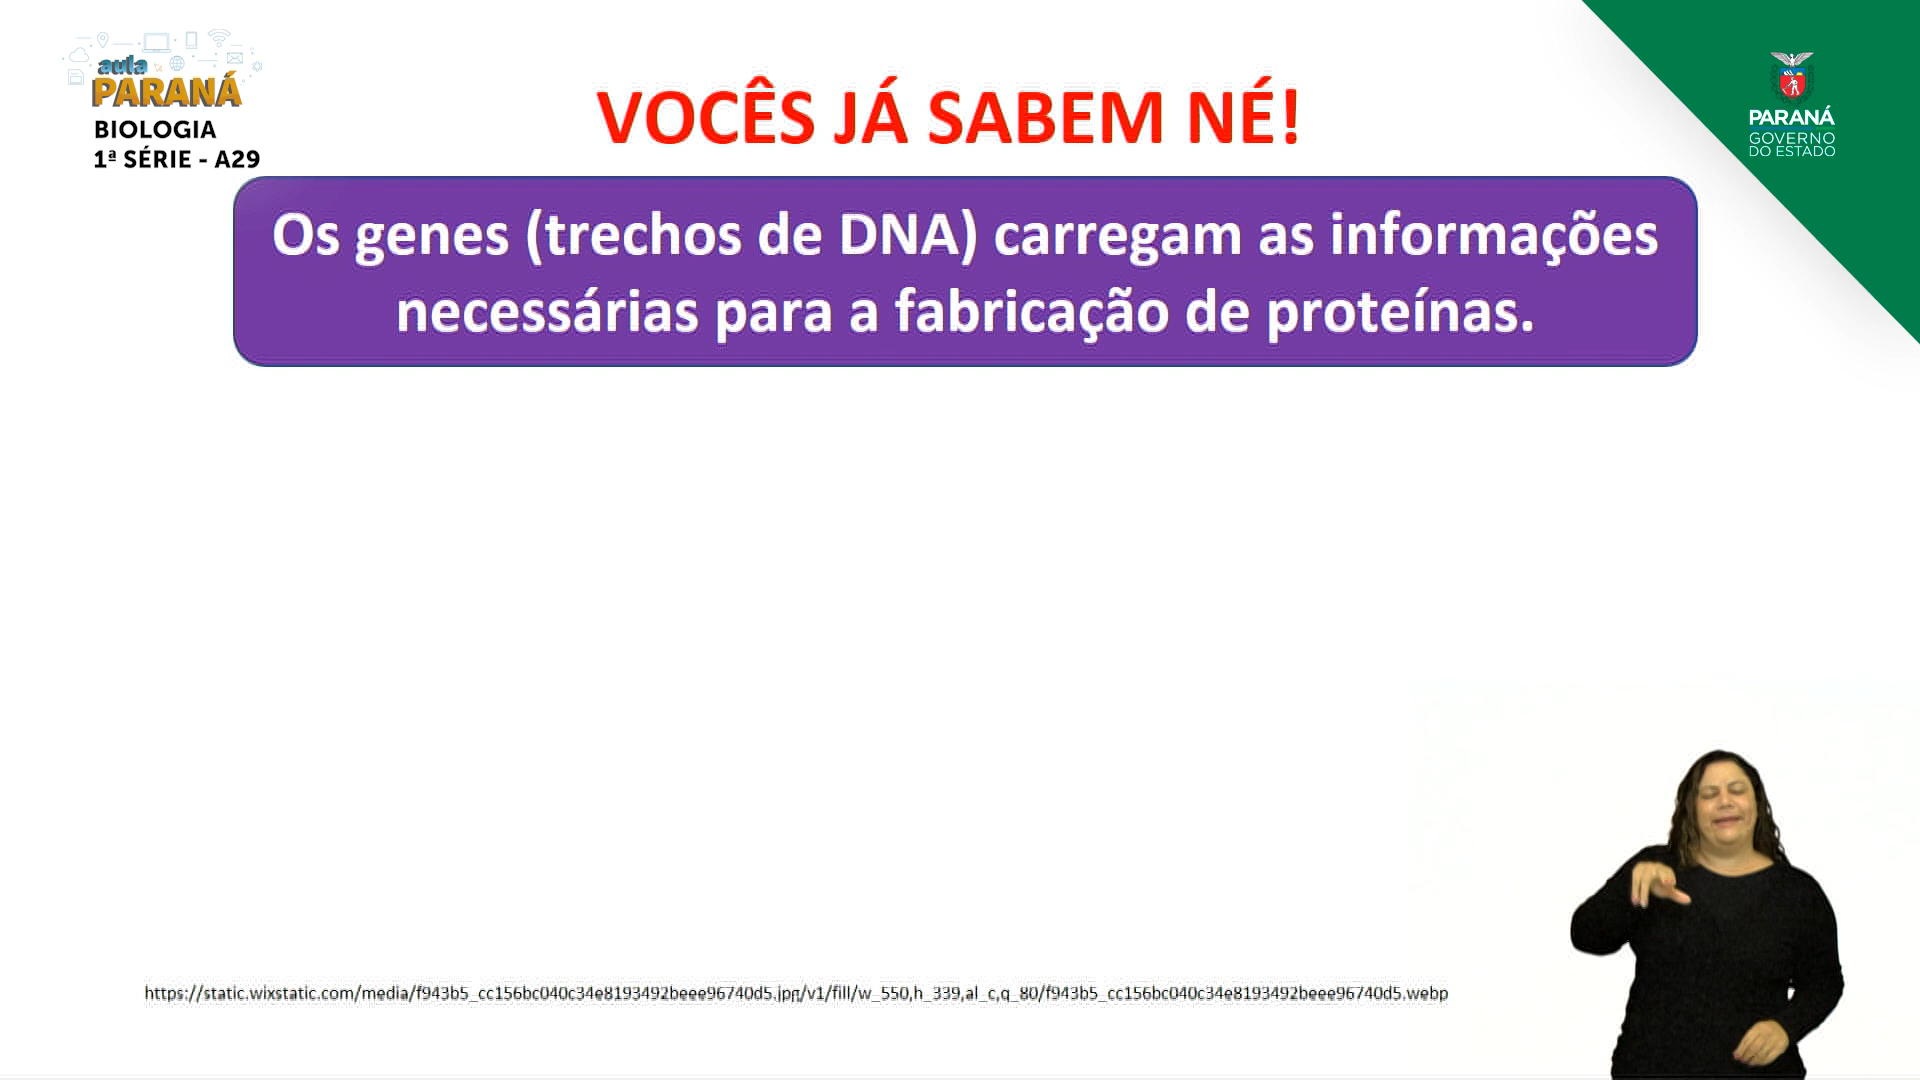 aula
PARANÁ
BIOLOGIA
1ª SÉRIE - A29
VOCÊS JÁ SABEM NÉ!
PARANÁ
GOVERNO
DO ESTADO
Os genes (trechos de DNA) carregam as informações
necessárias para a fabricação de proteínas.
https://static.wixstatic.com/media/f943b5_cc156bc040c34e8193492beee96740d5.jpg/v1/fill/w_550,h_339,al_c,q_80/f943b5_cc156bc040c34e8193492beee96740d5.webp